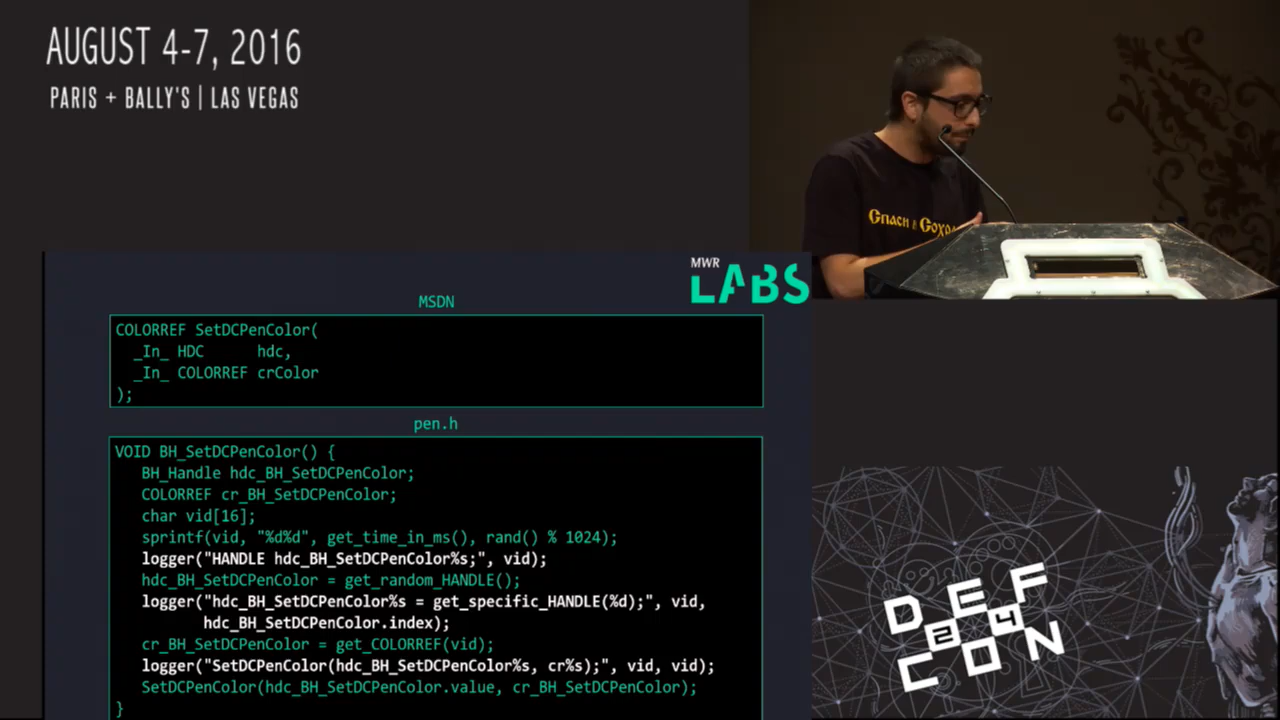 AUGUST 4-7, 2016
PARIS + BALLY'S | LAS VEGAS
MWR
LABS
MSDN
COLORREF SetDCPenColor(
_In_ HDC hdc,
_In_ COLORREF crColor
);
pen.h
VOID BH_SetDCPenColor() {
BH_Handle hdc_BH_SetDCPenColor;
COLORREF cr_BH_SetDCPenColor;
char vid[16];
sprintf(vid, "%d%d", get_time_in_ms(), rand() % 1024);
logger("HANDLE hdc_BH_SetDCPenColor%s;", vid);
hdc_BH_SetDCPenColor = get_random_HANDLE();
logger("hdc_BH_SetDCPenColor%s = get_specific_HANDLE(%d);", vid,
hdc_BH_SetDCPenColor.index);
cr_BH_SetDCPenColor = get_COLORREF(vid);
logger("SetDCPenColor(hdc_BH_SetDCPenColor%s, cr%s);", vid, vid);
SetDCPenColor(hdc_BH_SetDCPenColor.value, cr_BH_SetDCPenColor);
}
DEF
24
CON